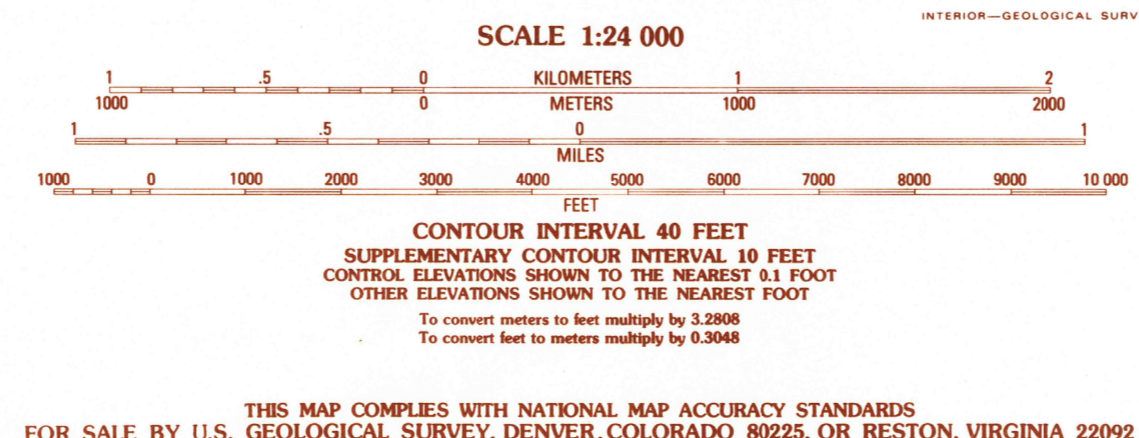 INTERIOR—GEOLOGICAL SURV
SCALE 1:24 000
1 .5 0 KILOMETERS 1 2
1000 0 METERS 1000 2000
1 .5 0 1
MILES
1000 0 1000 2000 3000 4000 5000 6000 7000 8000 9000 10 000
FEET
CONTOUR INTERVAL 40 FEET
SUPPLEMENTARY CONTOUR INTERVAL 10 FEET
CONTROL ELEVATIONS SHOWN TO THE NEAREST 0.1 FOOT
OTHER ELEVATIONS SHOWN TO THE NEAREST FOOT
To convert meters to feet multiply by 3.2808
To convert feet to meters multiply by 0.3048
THIS MAP COMPLIES WITH NATIONAL MAP ACCURACY STANDARDS
FOR SALE BY U.S. GEOLOGICAL SURVEY, DENVER, COLORADO 80225, OR RESTON, VIRGINIA 22092